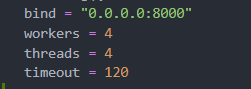 bind = "0.0.0.0:8000"
workers = 4
threads = 4
timeout = 120